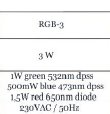 RGB-3
3 W
1W green 532nm dpss
500mW blue 473nm dpss
1,5W red 650nm diode
230VAC / 50Hz